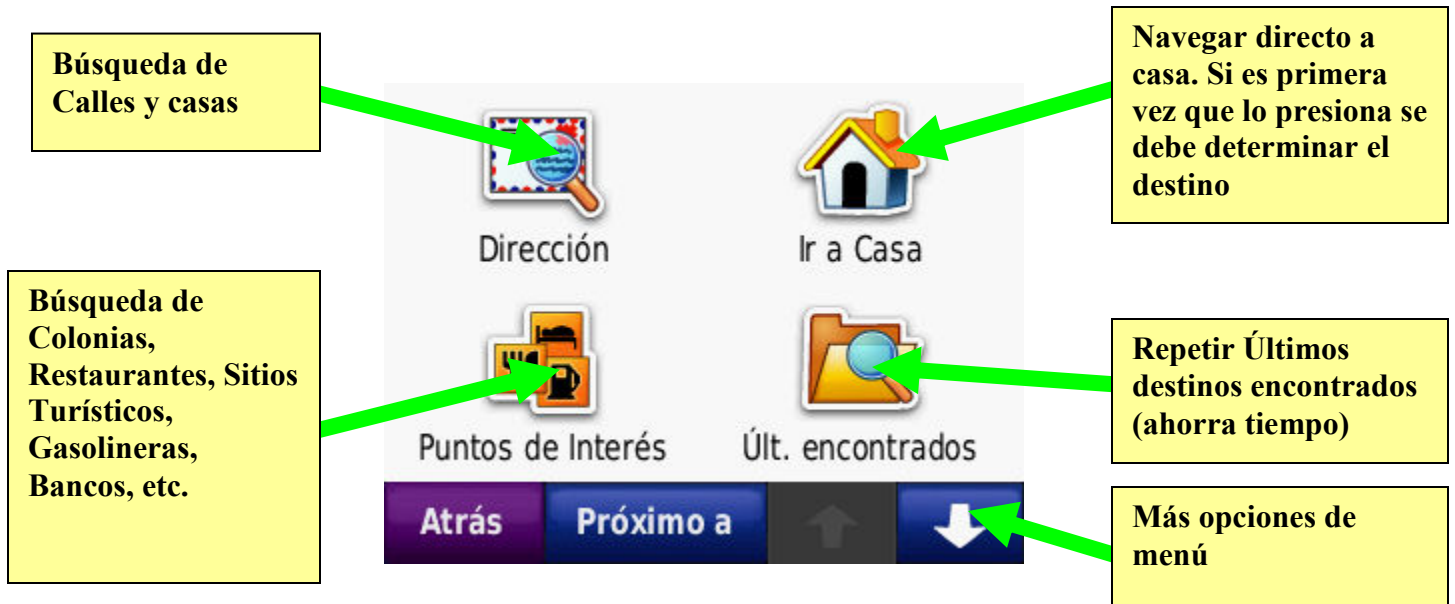 Búsqueda de
Calles y casas
Navegar directo a
casa. Si es primera
vez que lo presiona se
debe determinar el
destino
Dirección
Ir a Casa
Búsqueda de
Colonias,
Restaurantes, Sitios
Turísticos,
Gasolineras,
Bancos, etc.
Repetir Últimos
destinos encontrados
(ahorra tiempo)
Puntos de Interés
Últ. encontrados
Atrás
Próximo a
Más opciones de
menú